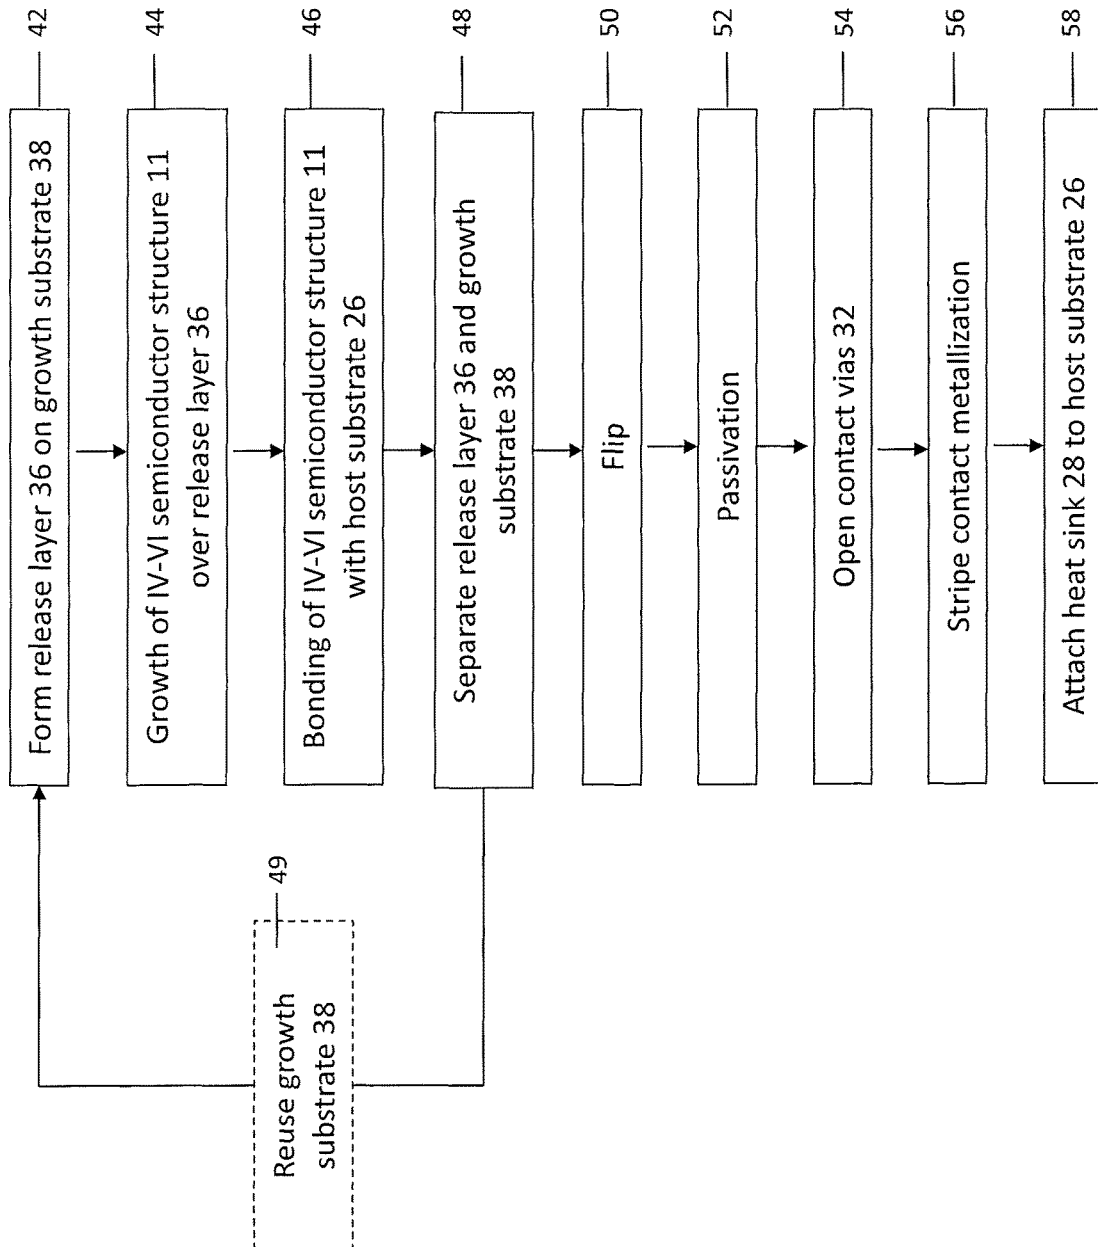 Form release layer 36 on growth substrate 38
42
Growth of IV-VI semiconductor structure 11
over release layer 36
44
Bonding of IV-VI semiconductor structure 11
with host substrate 26
46
Separate release layer 36 and growth
substrate 38
48
Reuse growth
substrate 38
49
Flip
50
Passivation
52
Open contact vias 32
54
Stripe contact metallization
56
Attach heat sink 28 to host substrate 26
58